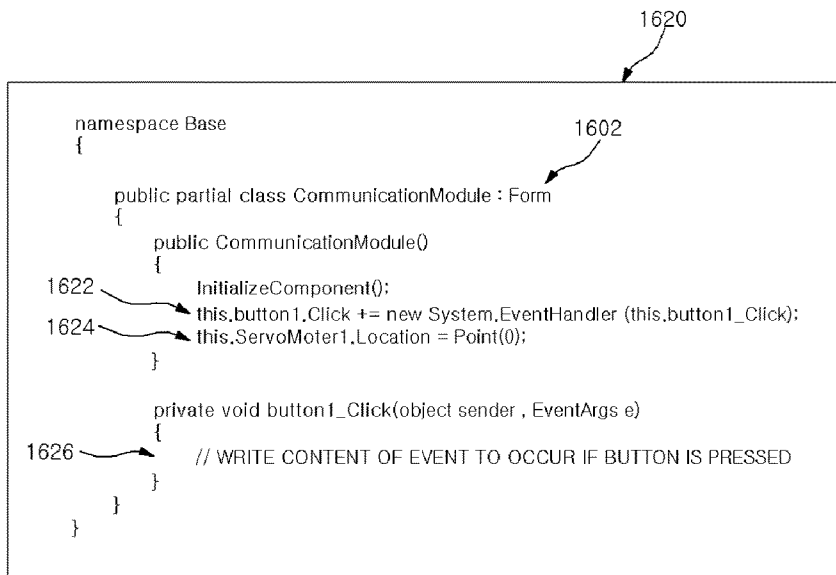 1620
namespace Base
{
1602
public partial class CommunicationModule : Form
{
public CommunicationModule()
{
InitializeComponent();
1622
this.button1.Click += new System.EventHandler (this.button1_Click);
1624
this.ServoMoter1.Location = Point(0);
}
private void button1_Click(object sender , EventArgs e)
{
1626
// WRITE CONTENT OF EVENT TO OCCUR IF BUTTON IS PRESSED
}
}
}